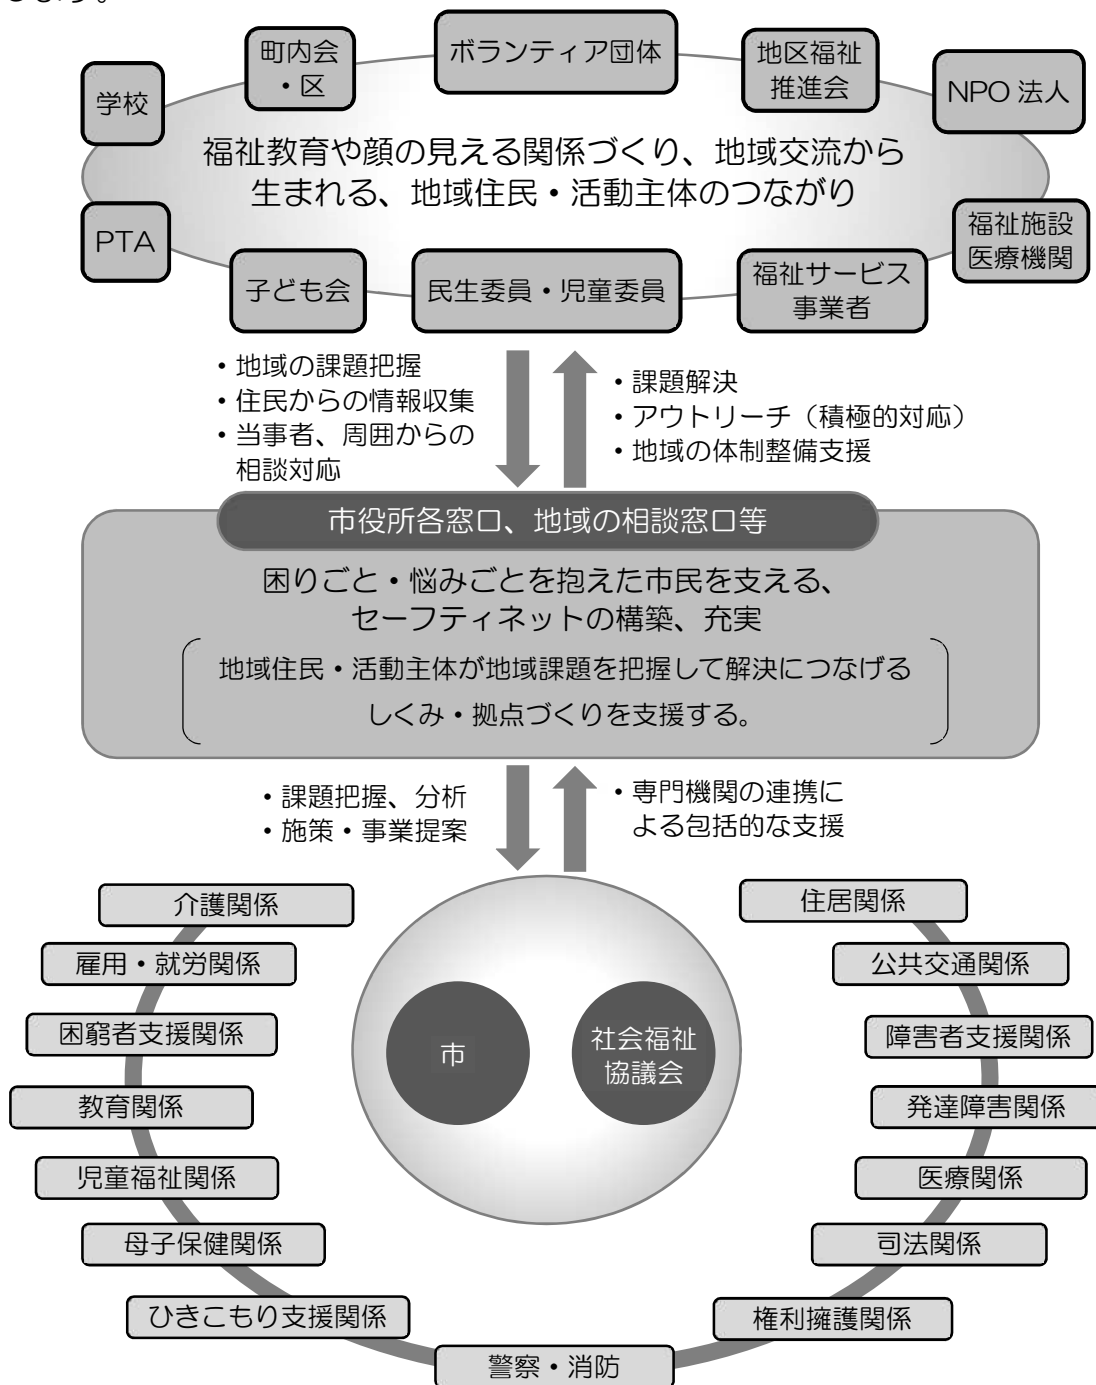 します。
町内会
・区
ボランティア団体
地区福祉
推進会
学校
NPO 法人
福祉教育や顔の見える関係づくり、地域交流から
生まれる、地域住民・活動主体のつながり
PTA
福祉施設
医療機関
子ども会
民生委員・児童委員
福祉サービス
事業者
・地域の課題把握
・住民からの情報収集
・当事者、周囲からの
相談対応
・課題解決
・アウトリーチ（積極的対応）
・地域の体制整備支援
市役所各窓口、地域の相談窓口等
困りごと・悩みごとを抱えた市民を支える、
セーフティネットの構築、充実
地域住民・活動主体が地域課題を把握して解決につなげる
しくみ・拠点づくりを支援する。
・課題把握、分析
・施策・事業提案
・専門機関の連携に
よる包括的な支援
介護関係
雇用・就労関係
困窮者支援関係
教育関係
児童福祉関係
母子保健関係
ひきこもり支援関係
警察・消防
市
社会福祉
協議会
住居関係
公共交通関係
障害者支援関係
発達障害関係
医療関係
司法関係
権利擁護関係